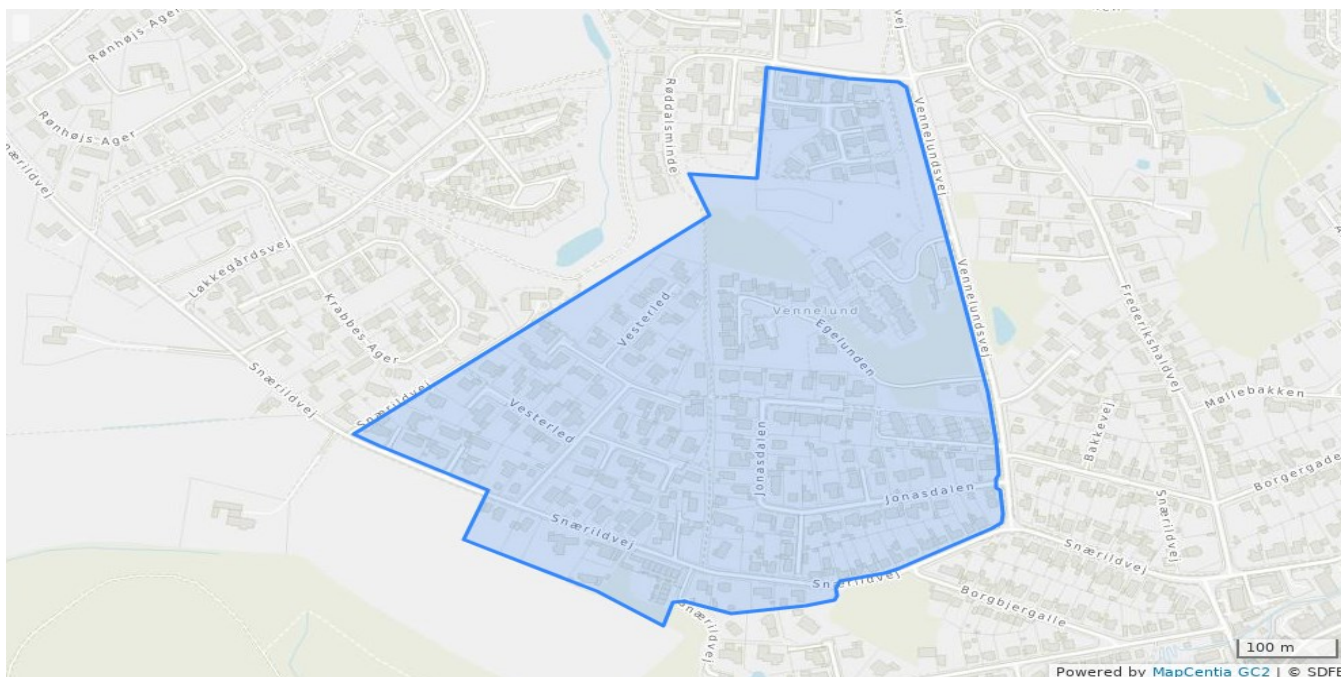 Rønhøjs-Ager
Rønhøjs-Ager
Snærildvej
Røddalsminde
Vennelundsvej
Løkkegårdsvej
Krabbes-Ager
Vesterled
Vennelund
Egelunden
Vennelundsvej
Frederikshaldvej
Snærildvej
Snærildvej
Vesterled
Møllebakken
Bakkevej
Jonasdalen
Jonasdalen
Borgergade
Snærildvej
Snærildvej
Snærildvej
Snærildvej
Borgbjergalle
Snærildvej
100 m
Powered by MapCentia GC2 | © SDFE